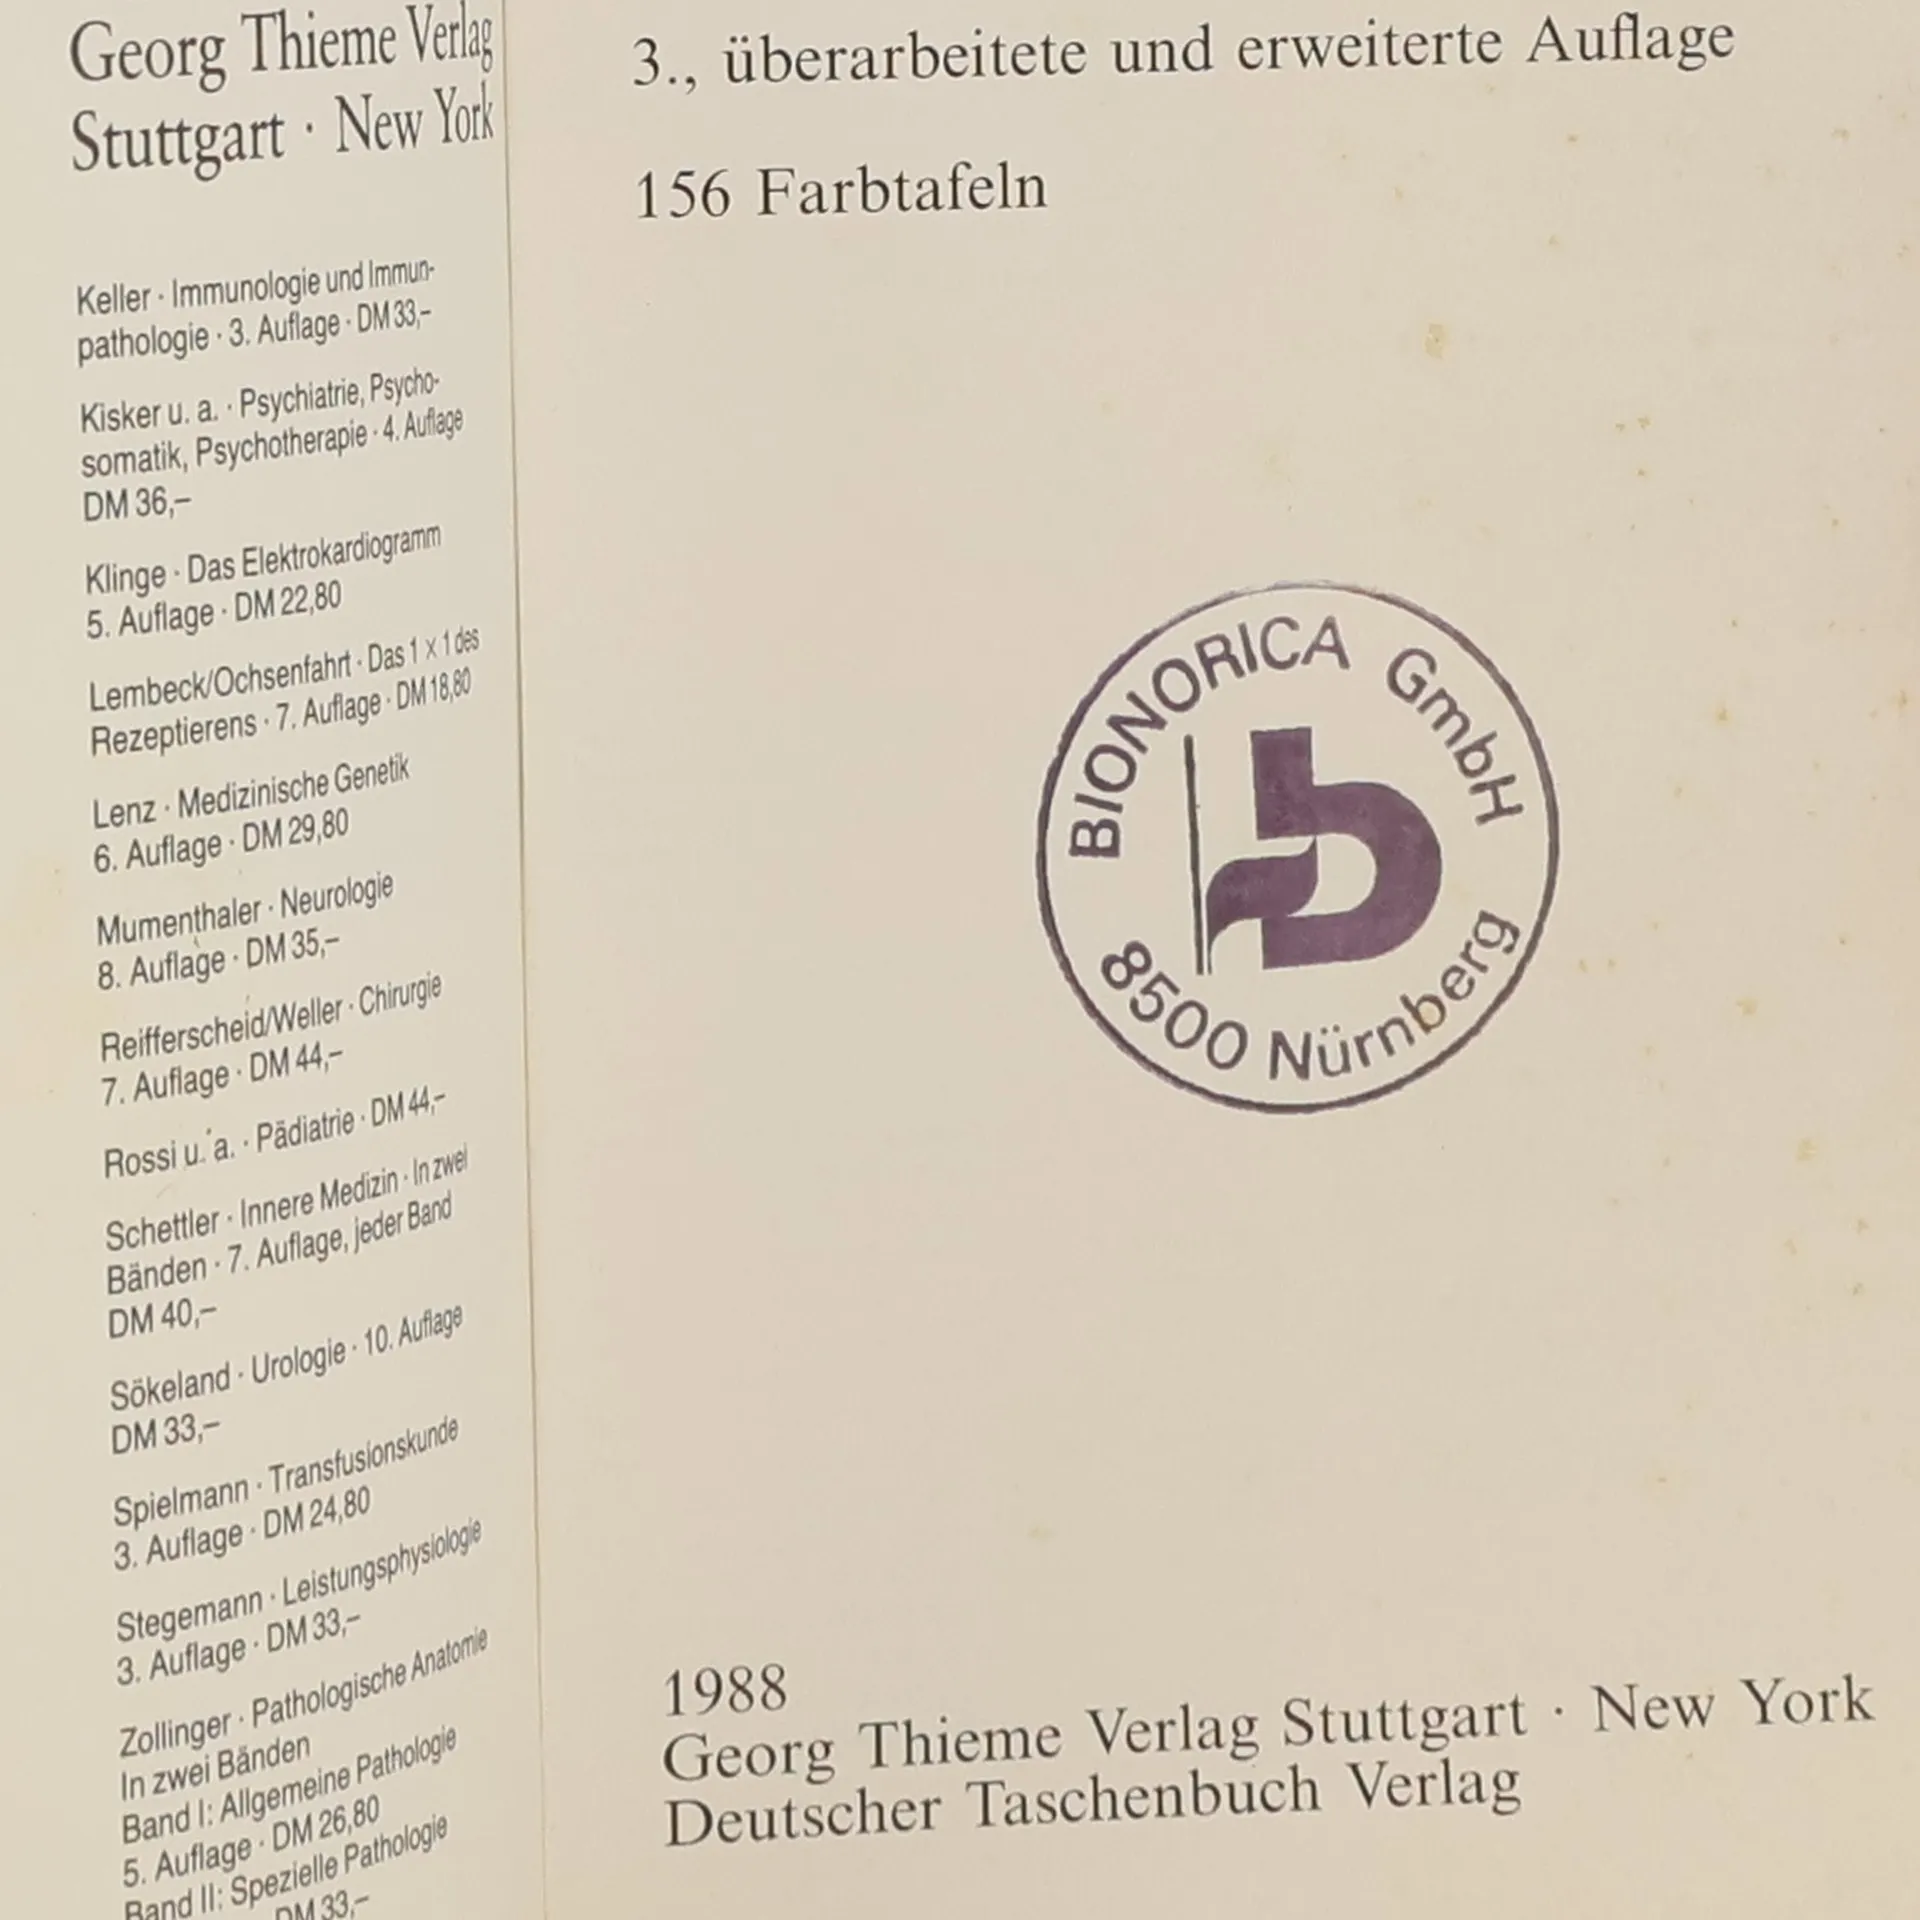 Georg Thieme Verlag
Stuttgart · New York
Keller · Immunologie und Immun-
pathologie · 3. Auflage · DM 33,–
Kisker u. a. · Psychiatrie, Psycho-
somatik, Psychotherapie · 4. Auflage
DM 36,–
Klinge · Das Elektrokardiogramm
5. Auflage · DM 22,80
Lembeck/Ochsenfahrt · Das 1 x 1 des
Rezeptierens · 7. Auflage · DM 18,80
Lenz · Medizinische Genetik
6. Auflage · DM 29,80
Mumenthaler · Neurologie
8. Auflage · DM 35,–
Reifferscheid/Weller · Chirurgie
7. Auflage · DM 44,–
Rossi u. a. · Pädiatrie · DM 44,–
Schettler · Innere Medizin · In zwei
Bänden · 7. Auflage, jeder Band
DM 40,–
Sökeland · Urologie · 10. Auflage
DM 33,–
Spielmann · Transfusionskunde
3. Auflage · DM 24,80
Stegemann · Leistungsphysiologie
3. Auflage · DM 33,–
Zollinger · Pathologische Anatomie
In zwei Bänden
Band I: Allgemeine Pathologie
5. Auflage · DM 26,80
Band II: Spezielle Pathologie
DM 33,–
3., überarbeitete und erweiterte Auflage
156 Farbtafeln
BIONORICA GmbH
b
8500 Nürnberg
1988
Georg Thieme Verlag Stuttgart · New York
Deutscher Taschenbuch Verlag